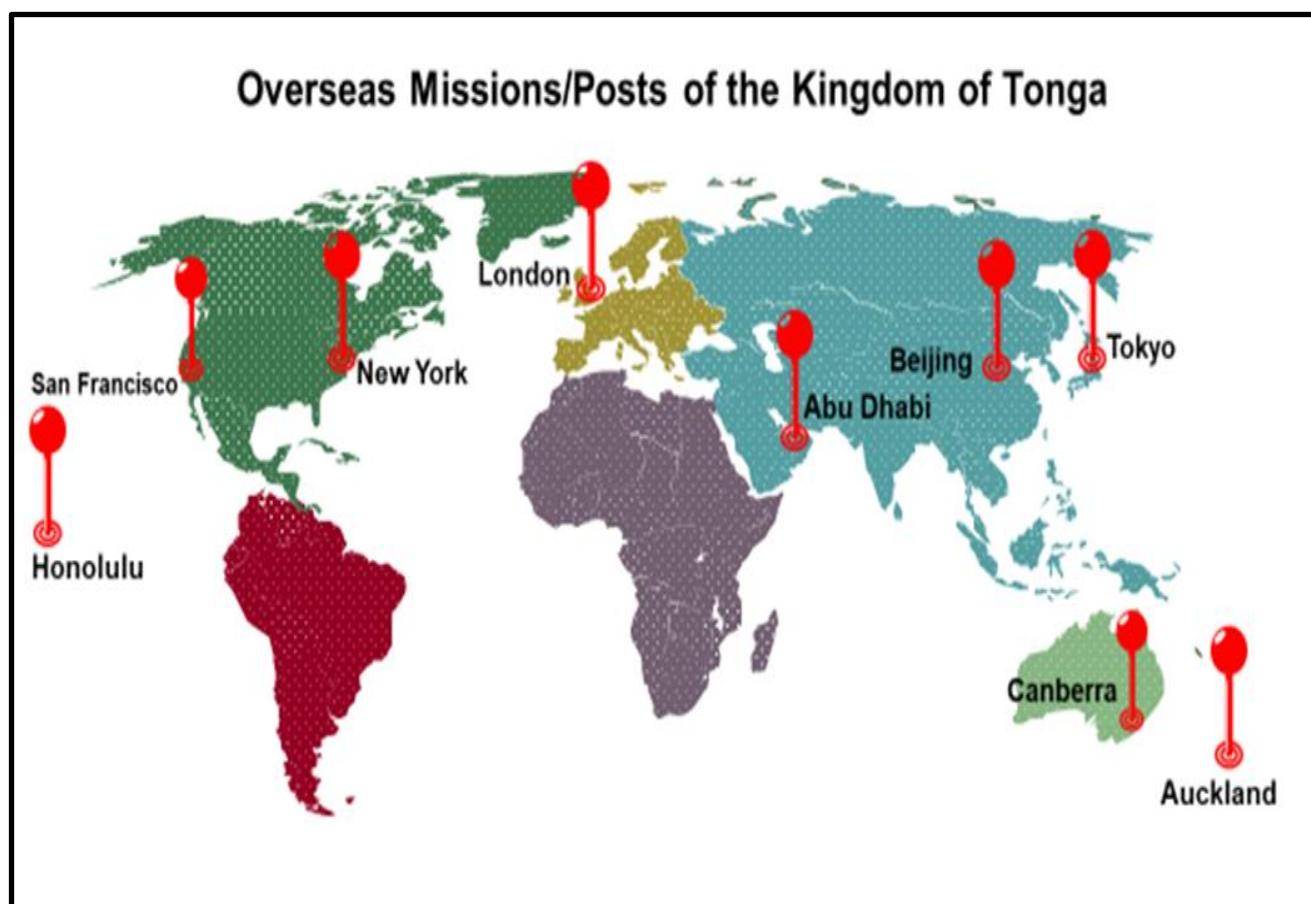 Overseas Missions/Posts of the Kingdom of Tonga
London
San Francisco
New York
Beijing
Tokyo
Abu Dhabi
Honolulu
Canberra
Auckland